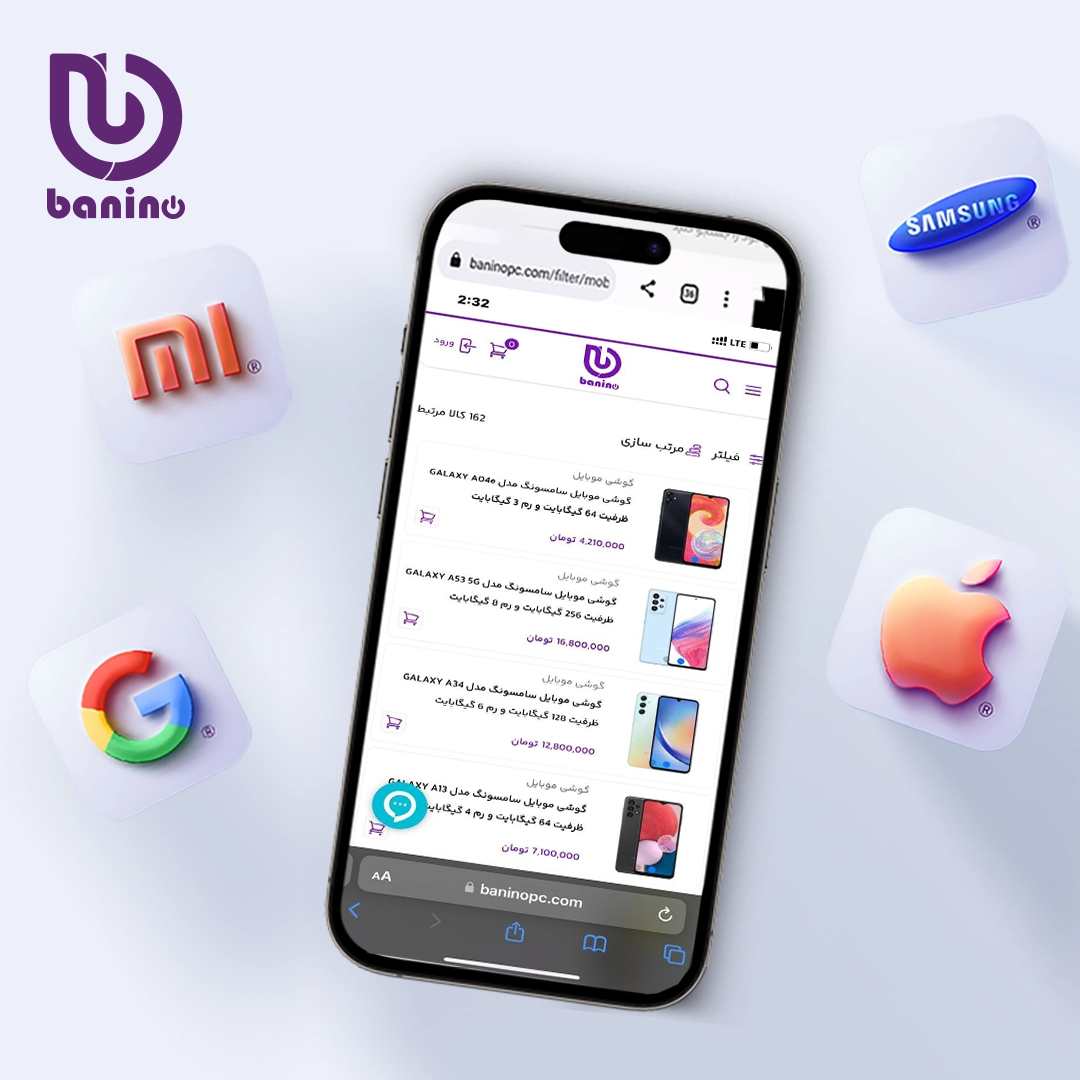 banino
SAMSUNG
®
mi
®
baninopc.com/filter/mob
36
2:32
LTE
ورود
0
banino
162 کالا مرتبط
فیلتر
مرتب سازی
گوشی موبایل
گوشی موبایل سامسونگ مدل GALAXY A04e
ظرفیت 64 گیگابایت و رم 3 گیگابایت
4,210,000 تومان
گوشی موبایل
گوشی موبایل سامسونگ مدل GALAXY A53 5G
ظرفیت 256 گیگابایت و رم 8 گیگابایت
16,800,000 تومان
گوشی موبایل
گوشی موبایل سامسونگ مدل GALAXY A34
ظرفیت 128 گیگابایت و رم 6 گیگابایت
12,800,000 تومان
گوشی موبایل
گوشی موبایل سامسونگ مدل GALAXY A13
ظرفیت 64 گیگابایت و رم 4 گیگابایت
7,100,000 تومان
AA
baninopc.com
G
®
®